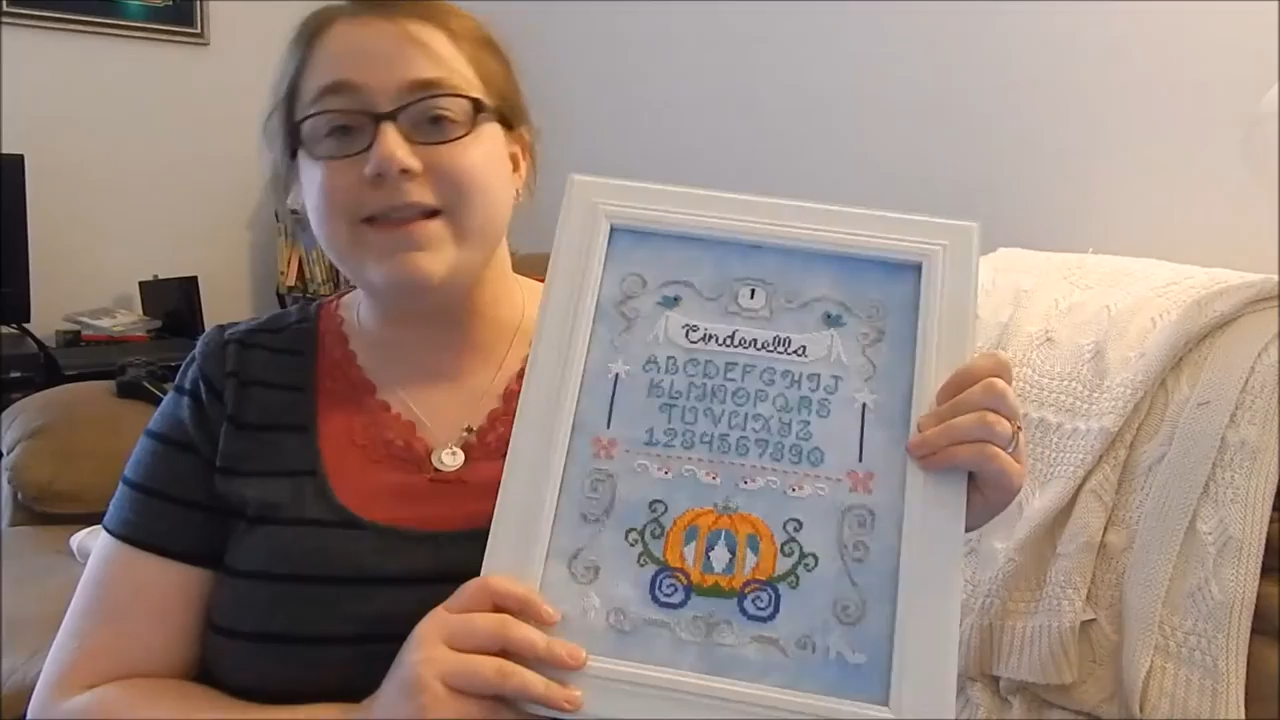 1
Cinderella
ABCDEFGHIJ
KLMNOPQRS
TUVWXYZ
1234567890